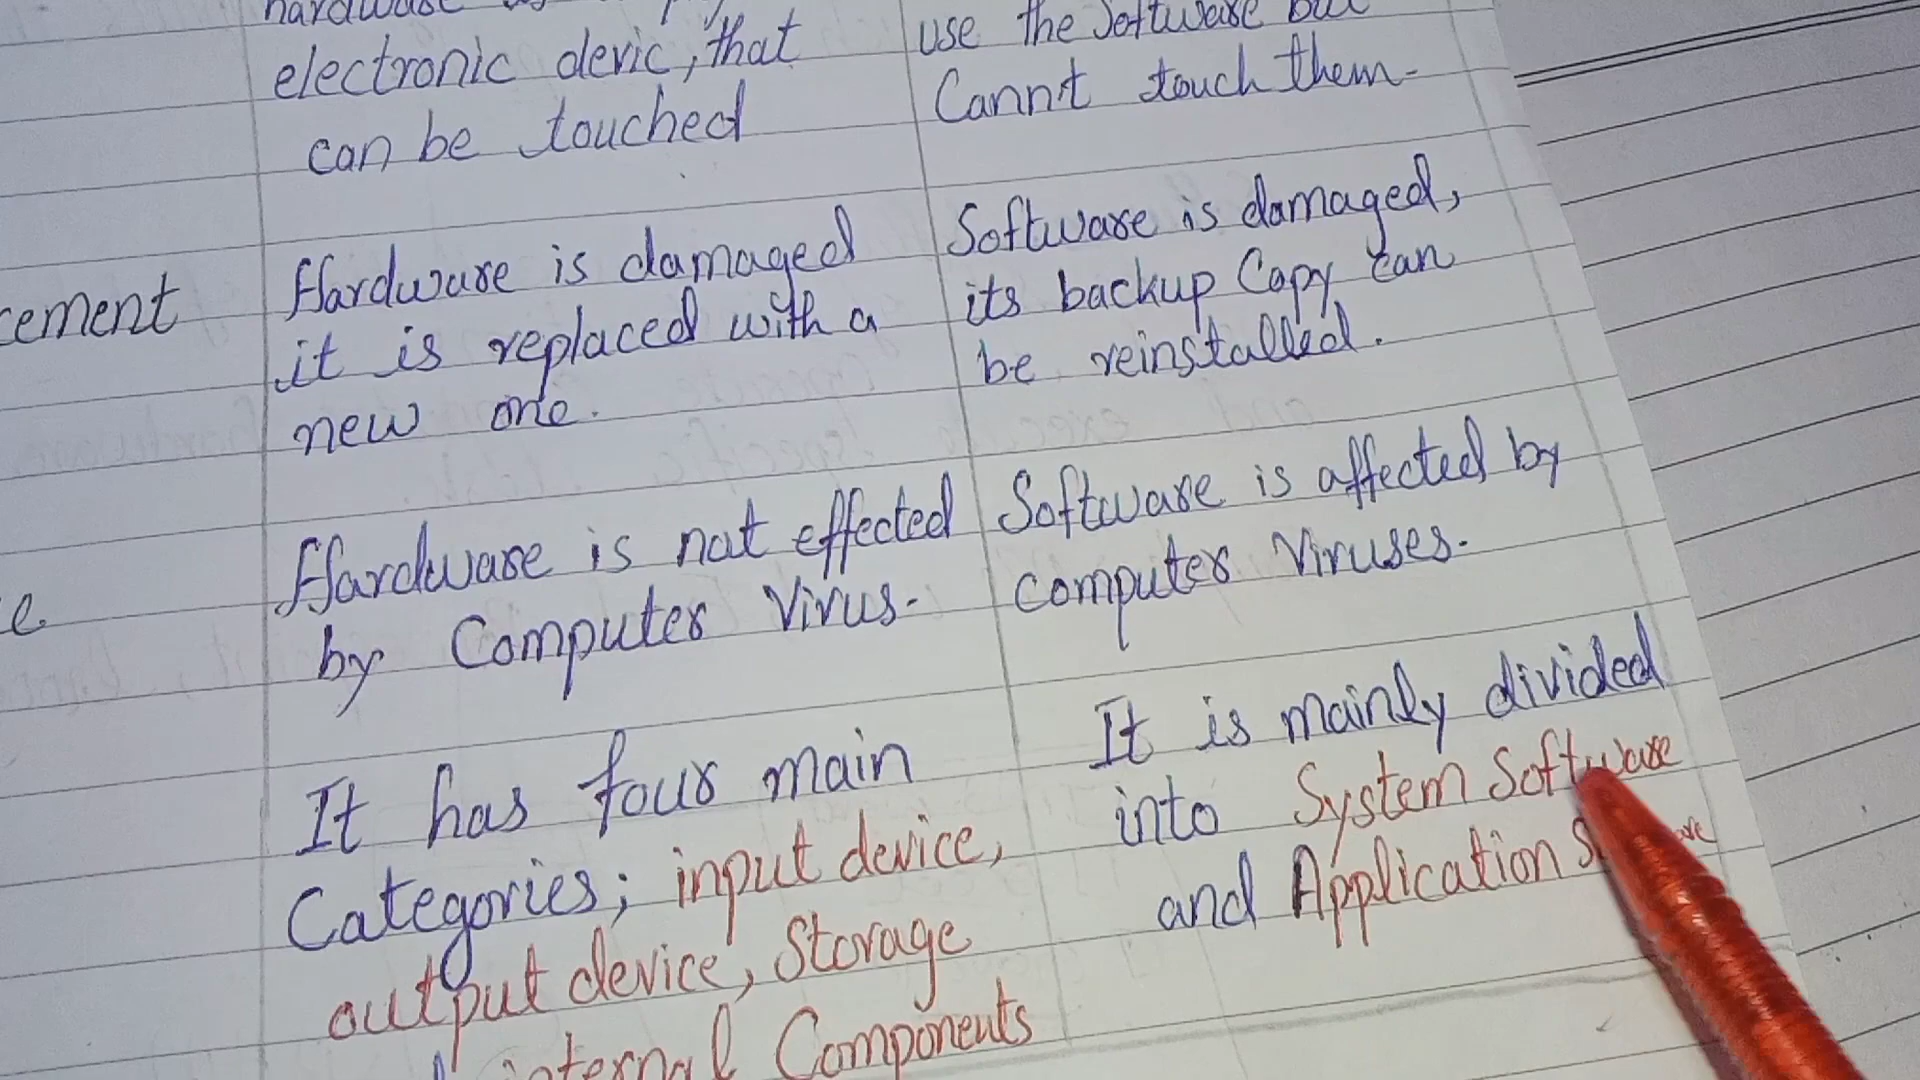 hardware
electronic devic, that
can be touched
use the Software but
Cannt touch them-
cement
Hardware is damaged
it is replaced with a
new one.
Software is damaged,
its backup Copy can
be reinstalled.
e.
Hardware is not effected
by Computer Virus-
Software is affected by
Computer Viruses-
It has four main
Categories; input device,
output device, Storage
internal Components
It is mainly divided
into System Software
and Application